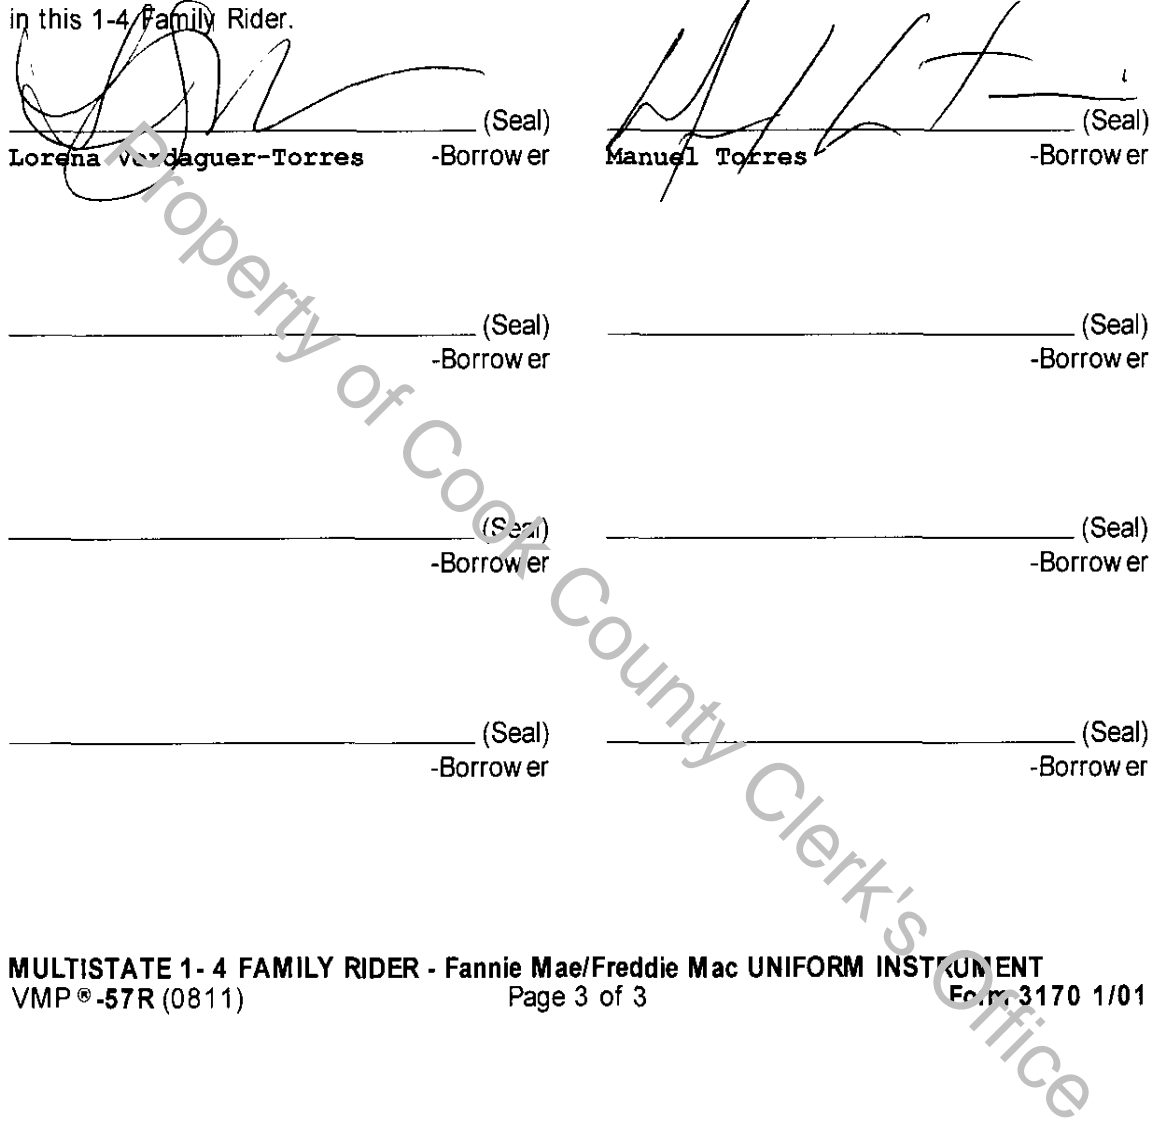 in this 1-4 Family Rider.
(Seal) (Seal)
Lorena Verdaguer-Torres -Borrower Manuel Torres -Borrower
(Seal) (Seal)
-Borrower -Borrower
(Seal) (Seal)
-Borrower -Borrower
(Seal) (Seal)
-Borrower -Borrower
Property of Cook County Clerk's Office
MULTISTATE 1- 4 FAMILY RIDER - Fannie Mae/Freddie Mac UNIFORM INSTRUMENT
VMP ® -57R (0811) Page 3 of 3 Form 3170 1/01